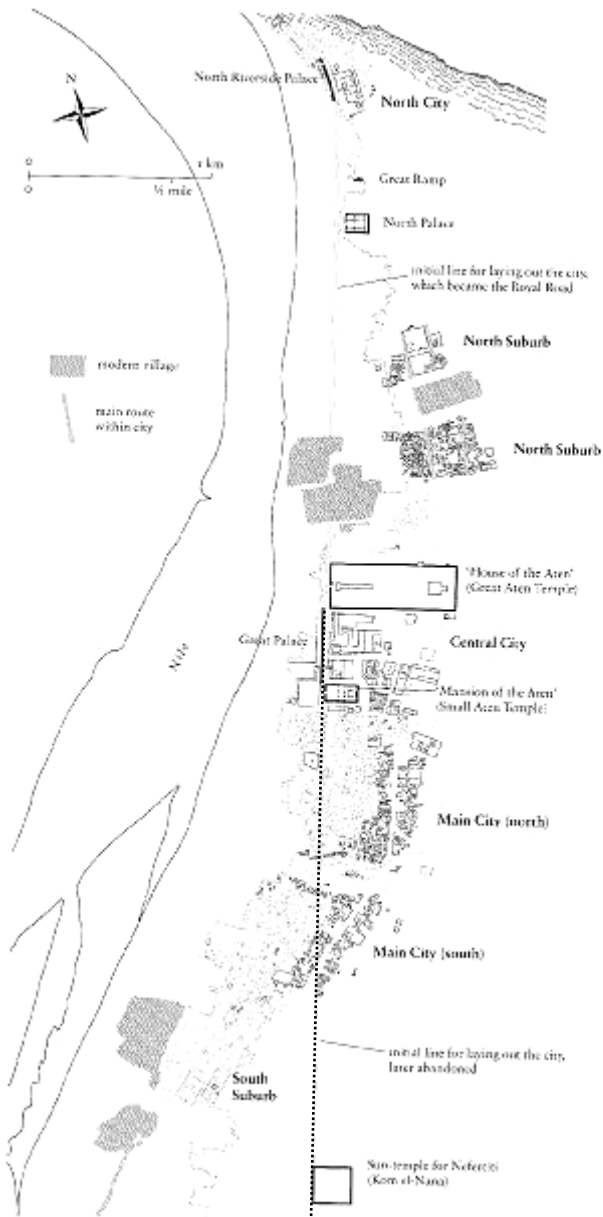 North Riverside Palace
N
North City
0
1 km
0
½ mile
Great Ramp
North Palace
initial line for laying out the city,
which became the Royal Road
North Suburb
modern village
main route
within city
North Suburb
'House of the Aten'
(Great Aten Temple)
Great Palace
Central City
Nile
'Mansion of the Aten'
(Small Aten Temple)
Main City (north)
Main City (south)
initial line for laying out the city,
later abandoned
South
Suburb
Sun-temple for Nefertiti
(Kom el-Nana)